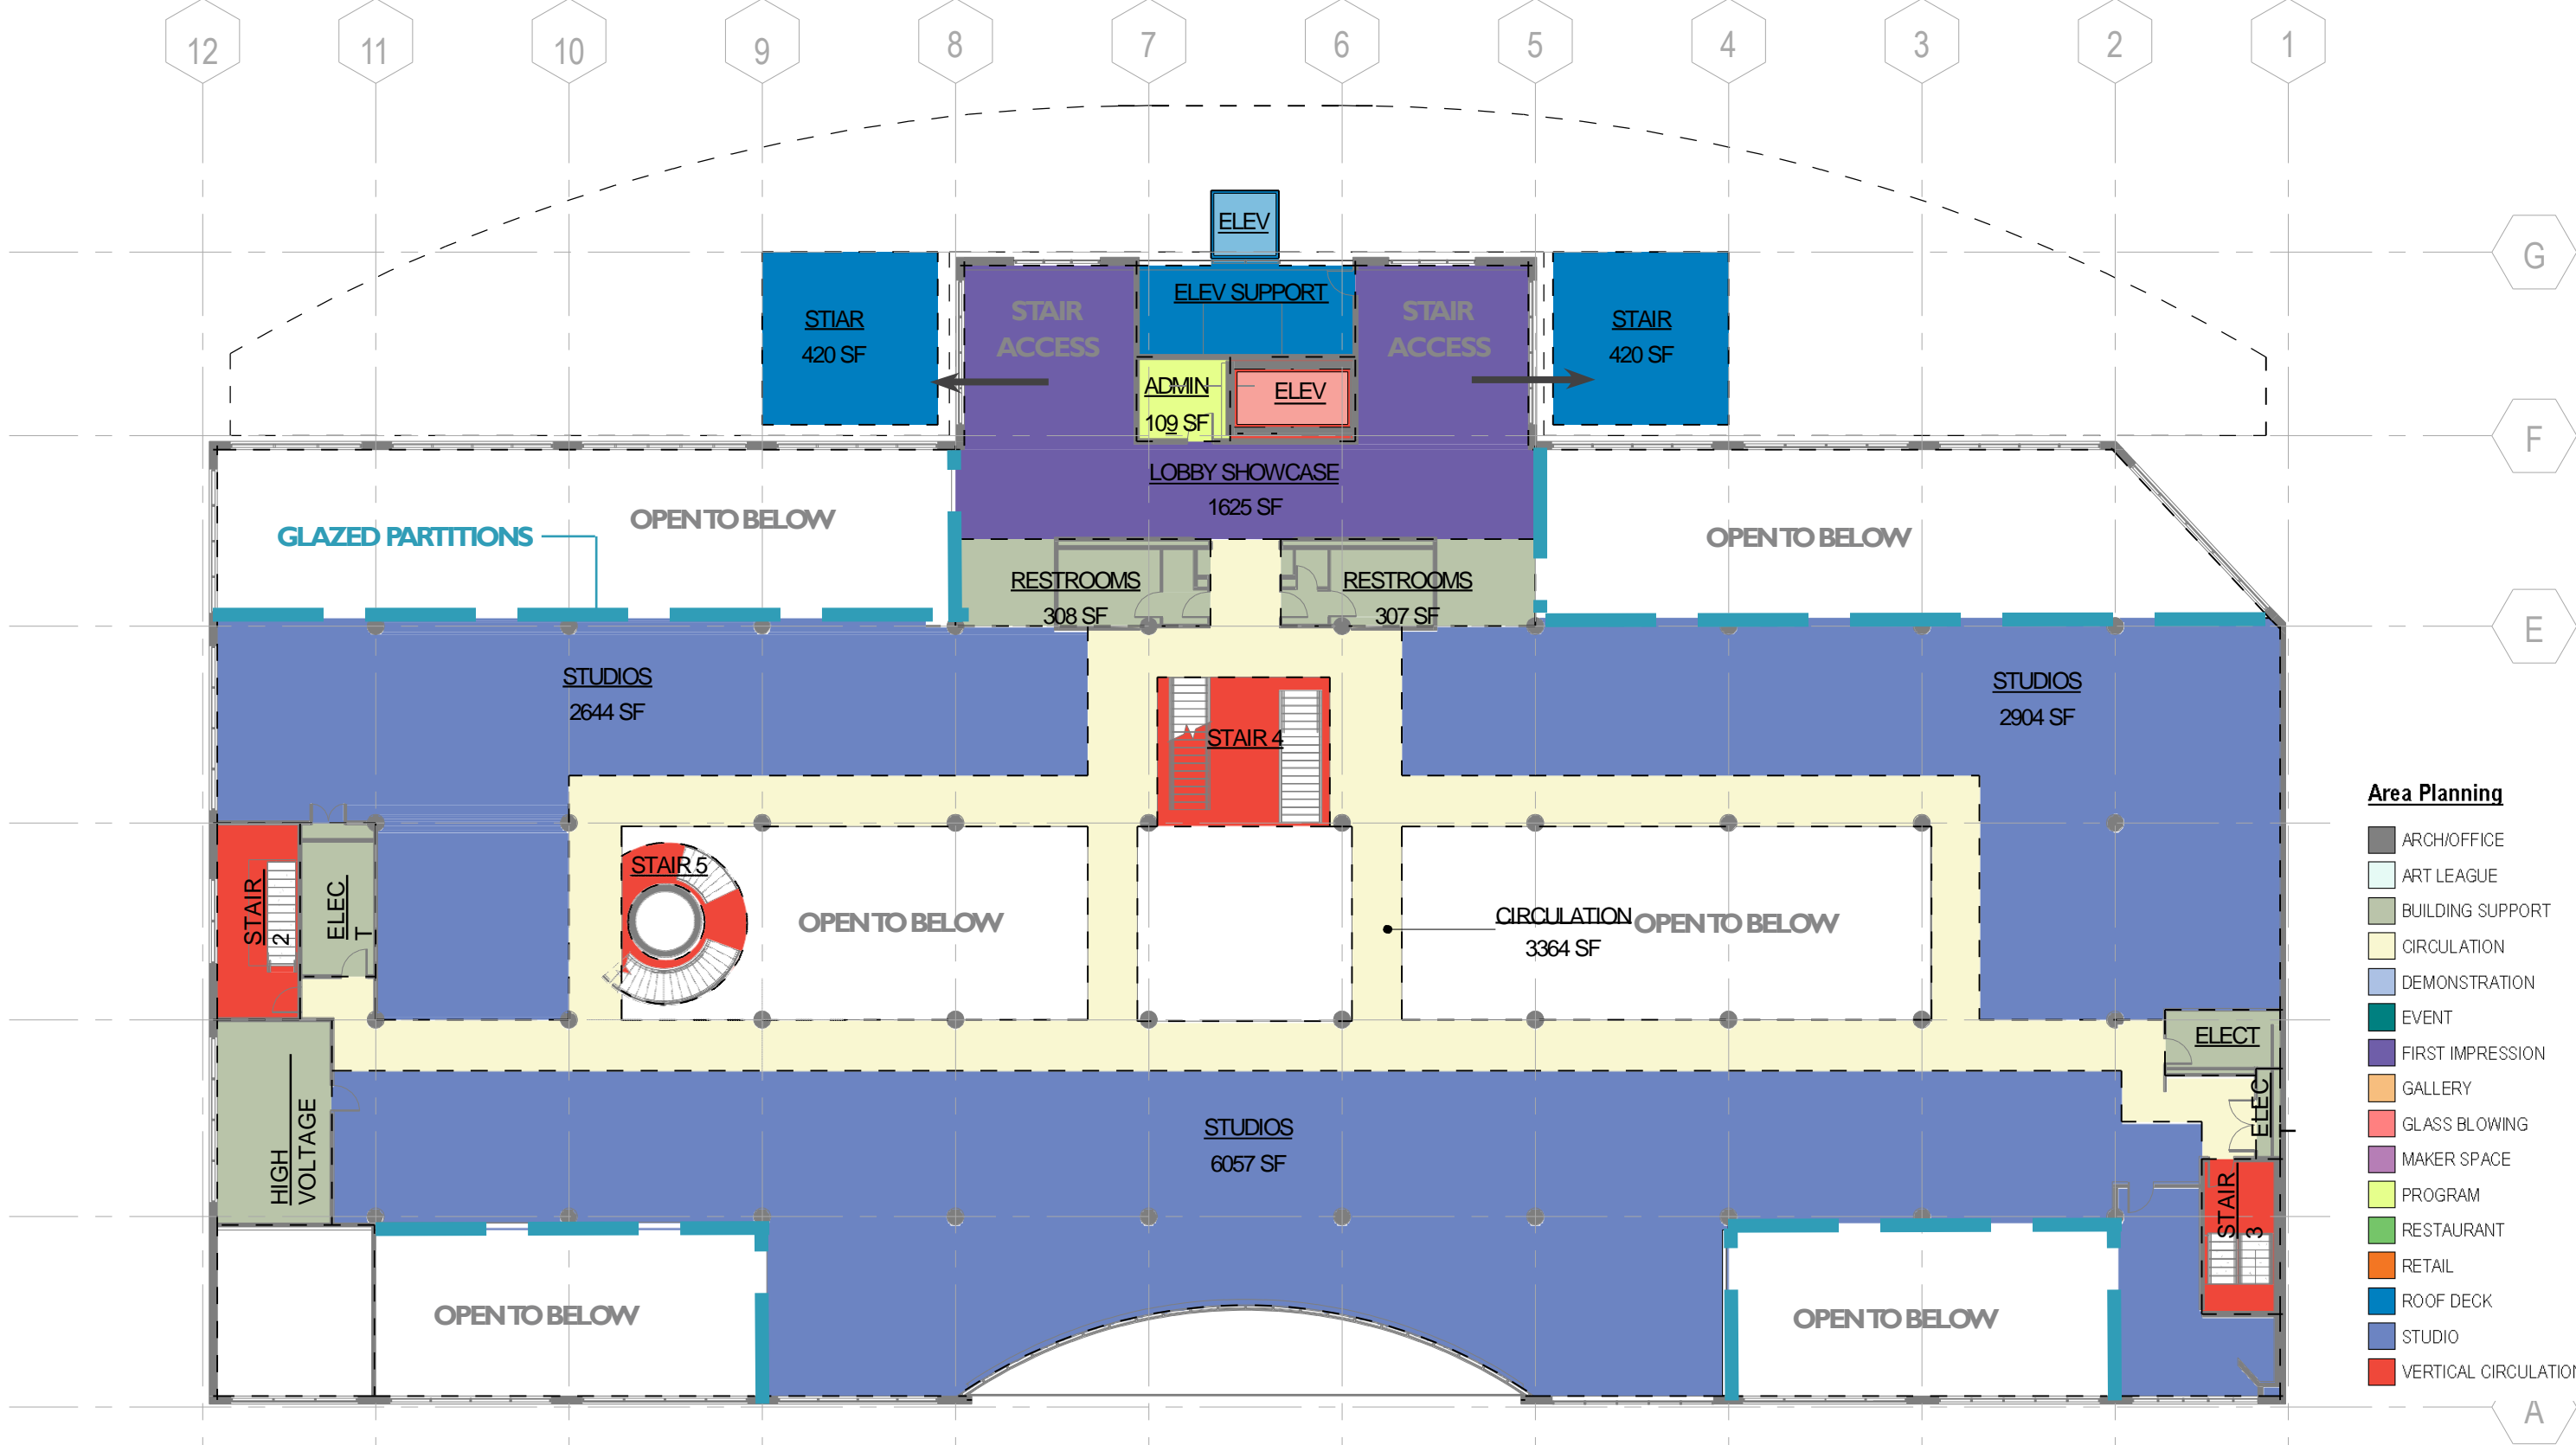 12 11 10 9 8 7 6 5 4 3 2 1
ELEV
G
STIAR
420 SF
STAIR
ACCESS
ELEV SUPPORT
STAIR
ACCESS
STAIR
420 SF
ADMIN
109 SF
ELEV
F
LOBBY SHOWCASE
1625 SF
OPEN TO BELOW
GLAZED PARTITIONS
OPEN TO BELOW
RESTROOMS
308 SF
RESTROOMS
307 SF
E
STUDIOS
2644 SF
STAIR 4
STUDIOS
2904 SF
STAIR
2
ELEC
T
STAIR 5
OPEN TO BELOW
CIRCULATION
3364 SF
OPEN TO BELOW
ELECT
ELEC
HIGH
VOLTAGE
STUDIOS
6057 SF
STAIR
3
OPEN TO BELOW
OPEN TO BELOW
Area Planning
ARCH/OFFICE
ART LEAGUE
BUILDING SUPPORT
CIRCULATION
DEMONSTRATION
EVENT
FIRST IMPRESSION
GALLERY
GLASS BLOWING
MAKER SPACE
PROGRAM
RESTAURANT
RETAIL
ROOF DECK
STUDIO
VERTICAL CIRCULATION
A